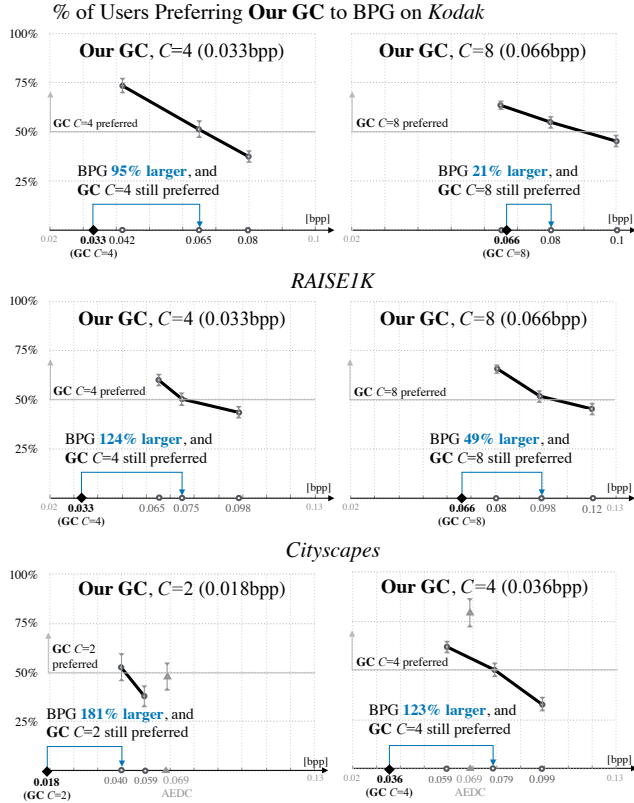 % of Users Preferring Our GC to BPG on Kodak
100%
75%
50%
25%
Our GC, C=4 (0.033bpp)
GC C=4 preferred
BPG 95% larger, and
GC C=4 still preferred
[bpp]
0.02 0.033 0.042 0.065 0.08 0.1
(GC C=4)
Our GC, C=8 (0.066bpp)
GC C=8 preferred
BPG 21% larger, and
GC C=8 still preferred
[bpp]
0.02 0.066 0.08 0.1
(GC C=8)
RAISE1K
100%
75%
50%
25%
Our GC, C=4 (0.033bpp)
GC C=4 preferred
BPG 124% larger, and
GC C=4 still preferred
[bpp]
0.02 0.033 0.065 0.075 0.098 0.13
(GC C=4)
Our GC, C=8 (0.066bpp)
GC C=8 preferred
BPG 49% larger, and
GC C=8 still preferred
[bpp]
0.02 0.066 0.08 0.098 0.12 0.13
(GC C=8)
Cityscapes
100%
75%
50%
25%
Our GC, C=2 (0.018bpp)
GC C=2
preferred
BPG 181% larger, and
GC C=2 still preferred
[bpp]
0.018 0.040 0.059 0.069 0.13
(GC C=2) AEDC
Our GC, C=4 (0.036bpp)
GC C=4 preferred
BPG 123% larger, and
GC C=4 still preferred
[bpp]
0.02 0.036 0.059 0.069 0.079 0.099 0.13
(GC C=4) AEDC